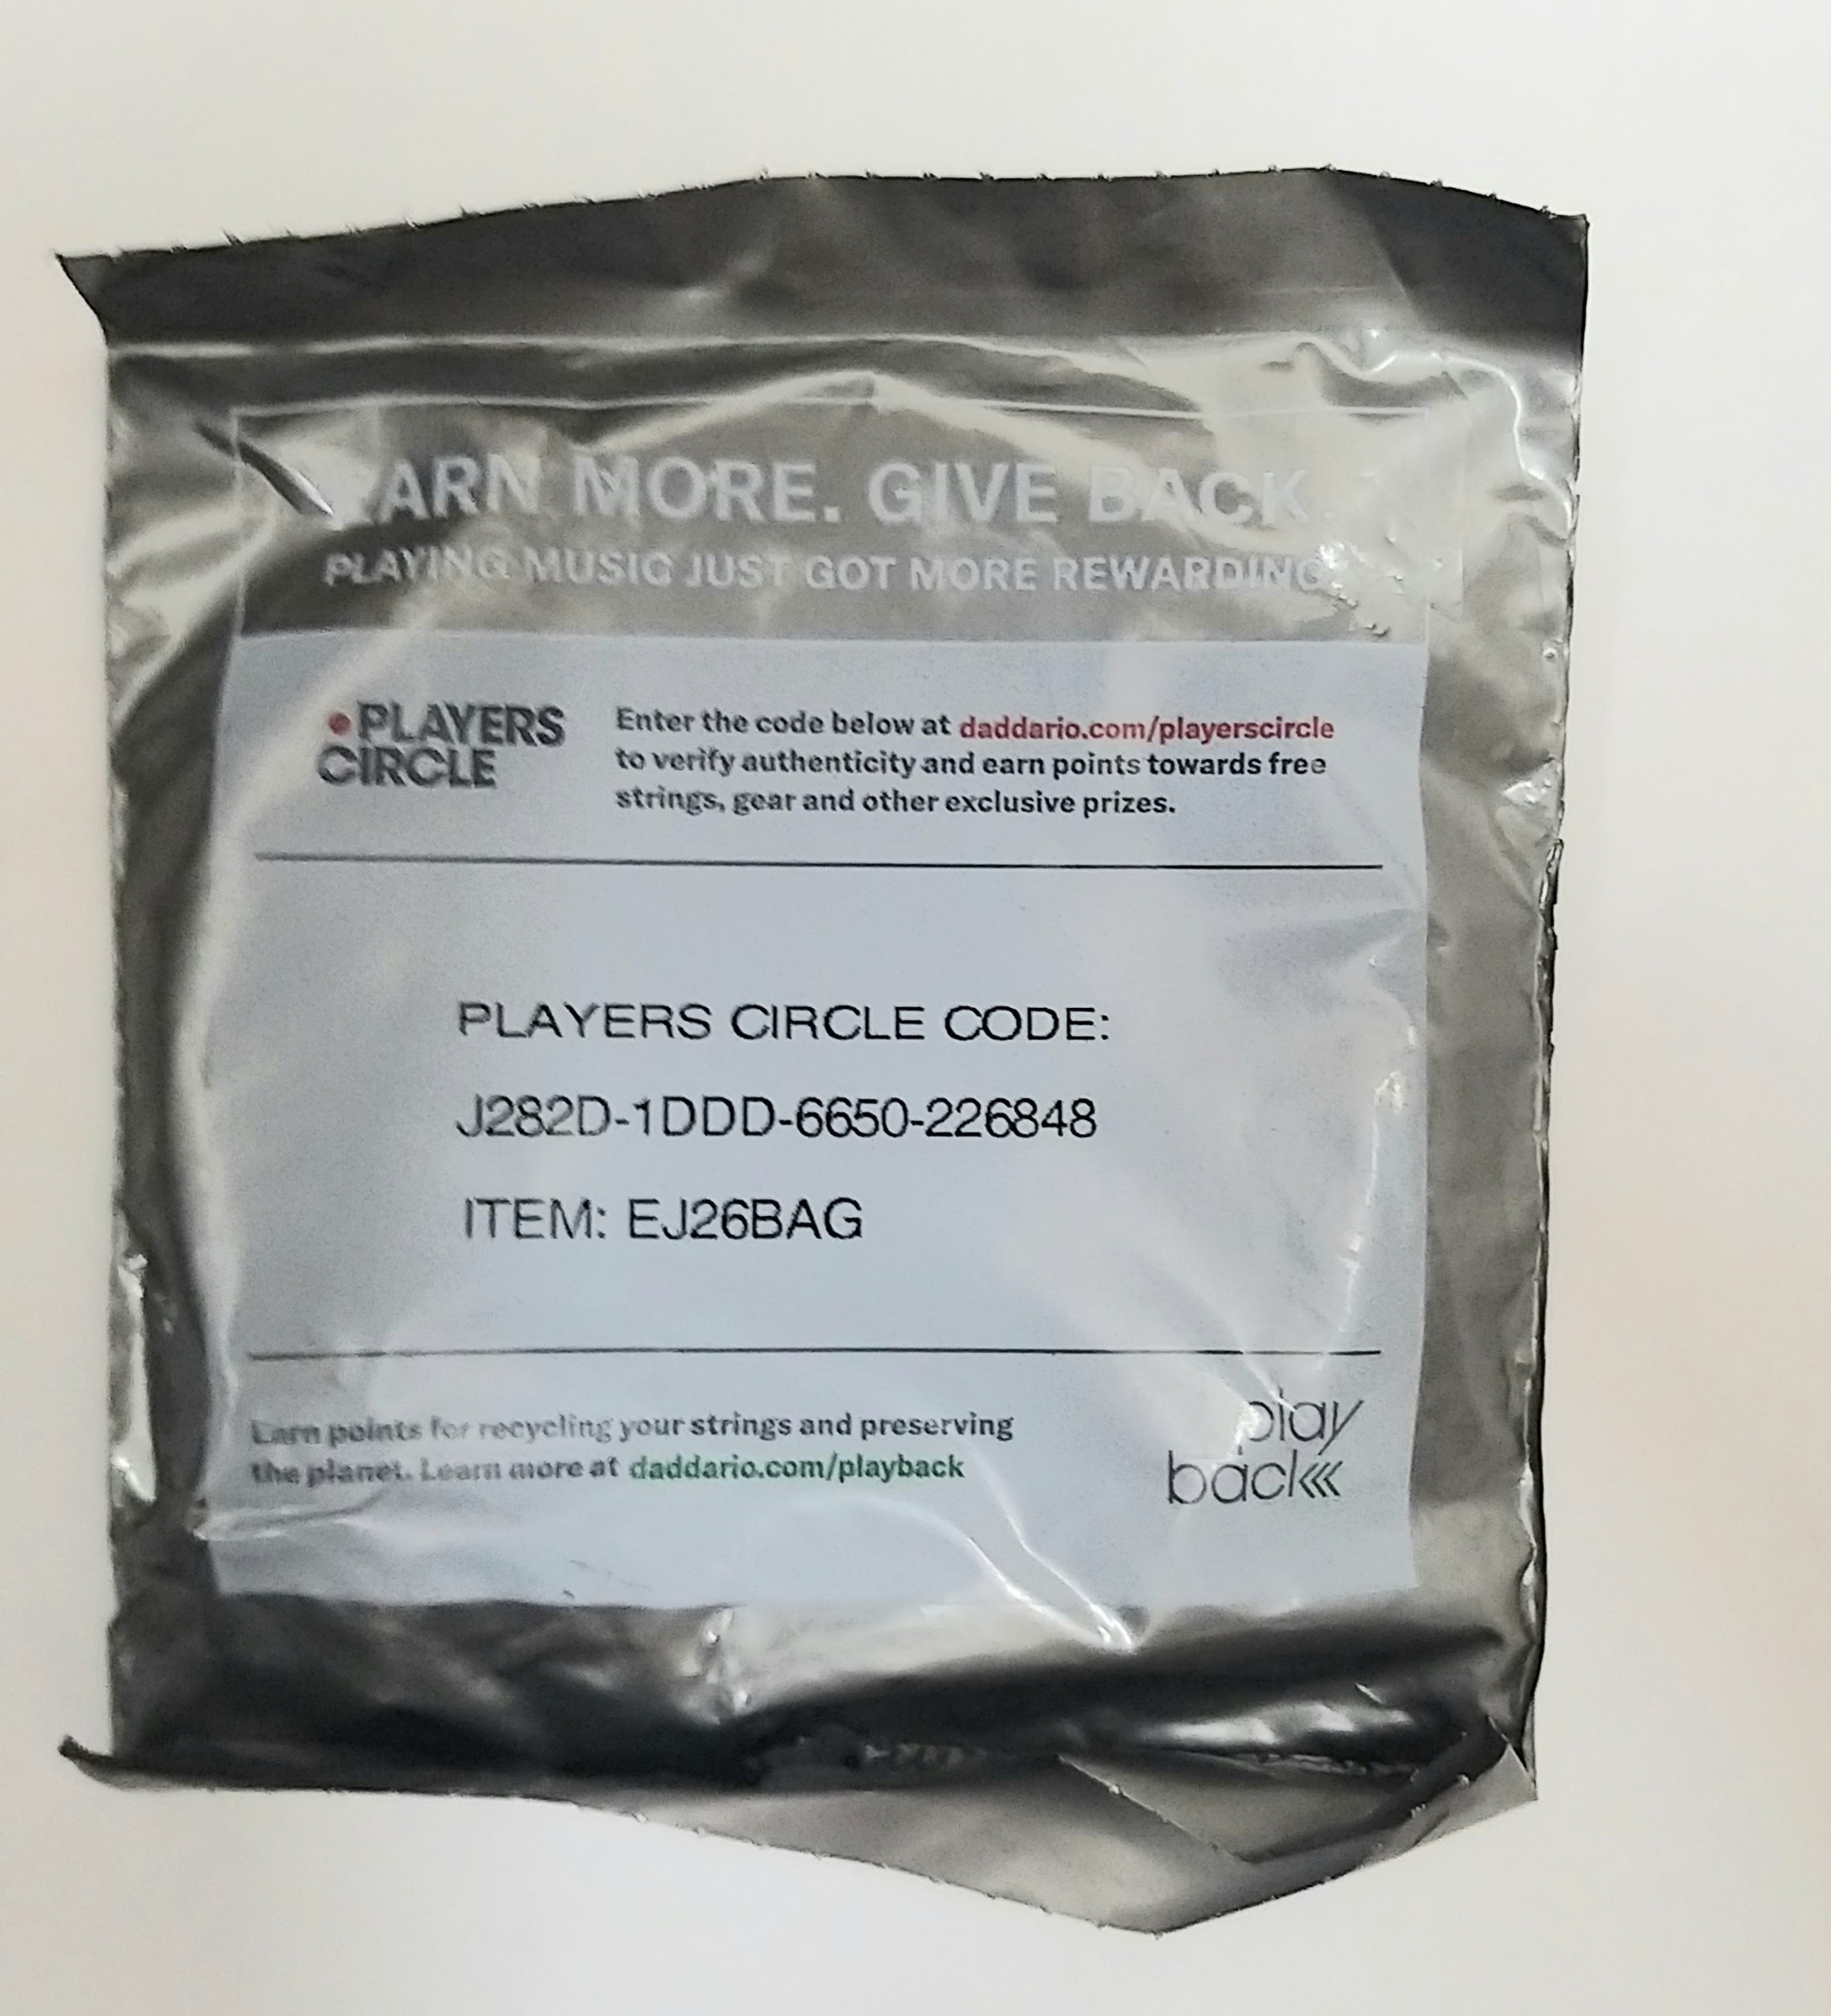 EARN MORE. GIVE BACK.
PLAYING MUSIC JUST GOT MORE REWARDING.
PLAYERS
CIRCLE
Enter the code below at daddario.com/playerscircle
to verify authenticity and earn points towards free
strings, gear and other exclusive prizes.
PLAYERS CIRCLE CODE:
J282D-1DDD-6650-226848
ITEM: EJ26BAG
Earn points for recycling your strings and preserving
the planet. Learn more at daddario.com/playback
play
back